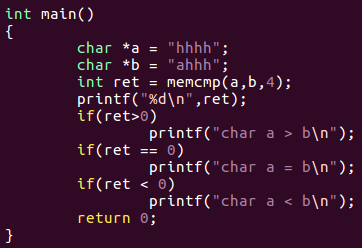 int main()
{
        char *a = "hhhh";
        char *b = "ahhh";
        int ret = memcmp(a,b,4);
        printf("%d\n",ret);
        if(ret>0)
                printf("char a > b\n");
        if(ret == 0)
                printf("char a = b\n");
        if(ret < 0)
                printf("char a < b\n");
        return 0;
}